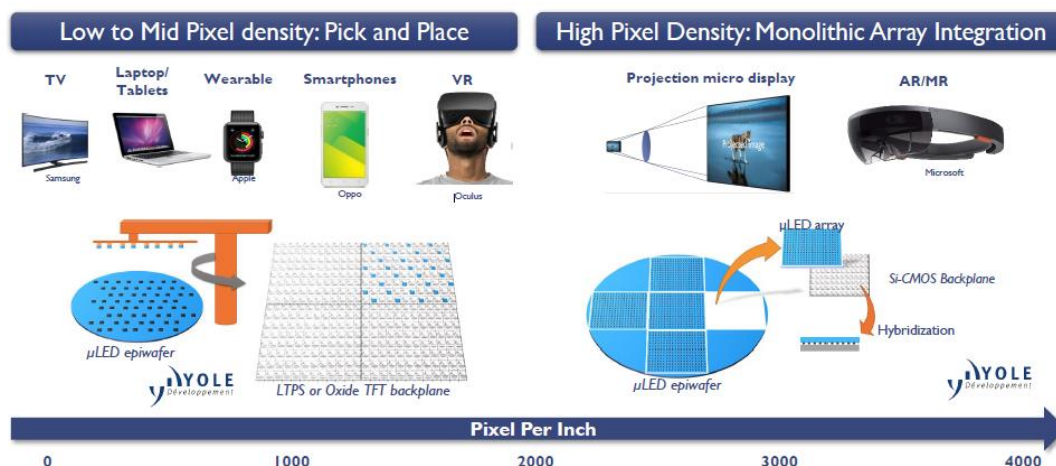 Low to Mid Pixel density: Pick and Place
High Pixel Density: Monolithic Array Integration
TV
Laptop/
Tablets
Wearable
Smartphones
VR
Projection micro display
AR/MR
Samsung
Apple
Oppo
Oculus
Projected image
Microsoft
µLED epiwafer
LTPS or Oxide TFT backplane
YOLE
Développement
µLED array
Si-CMOS Backplane
Hybridization
µLED epiwafer
YOLE
Développement
Pixel Per Inch
0
1000
2000
3000
4000